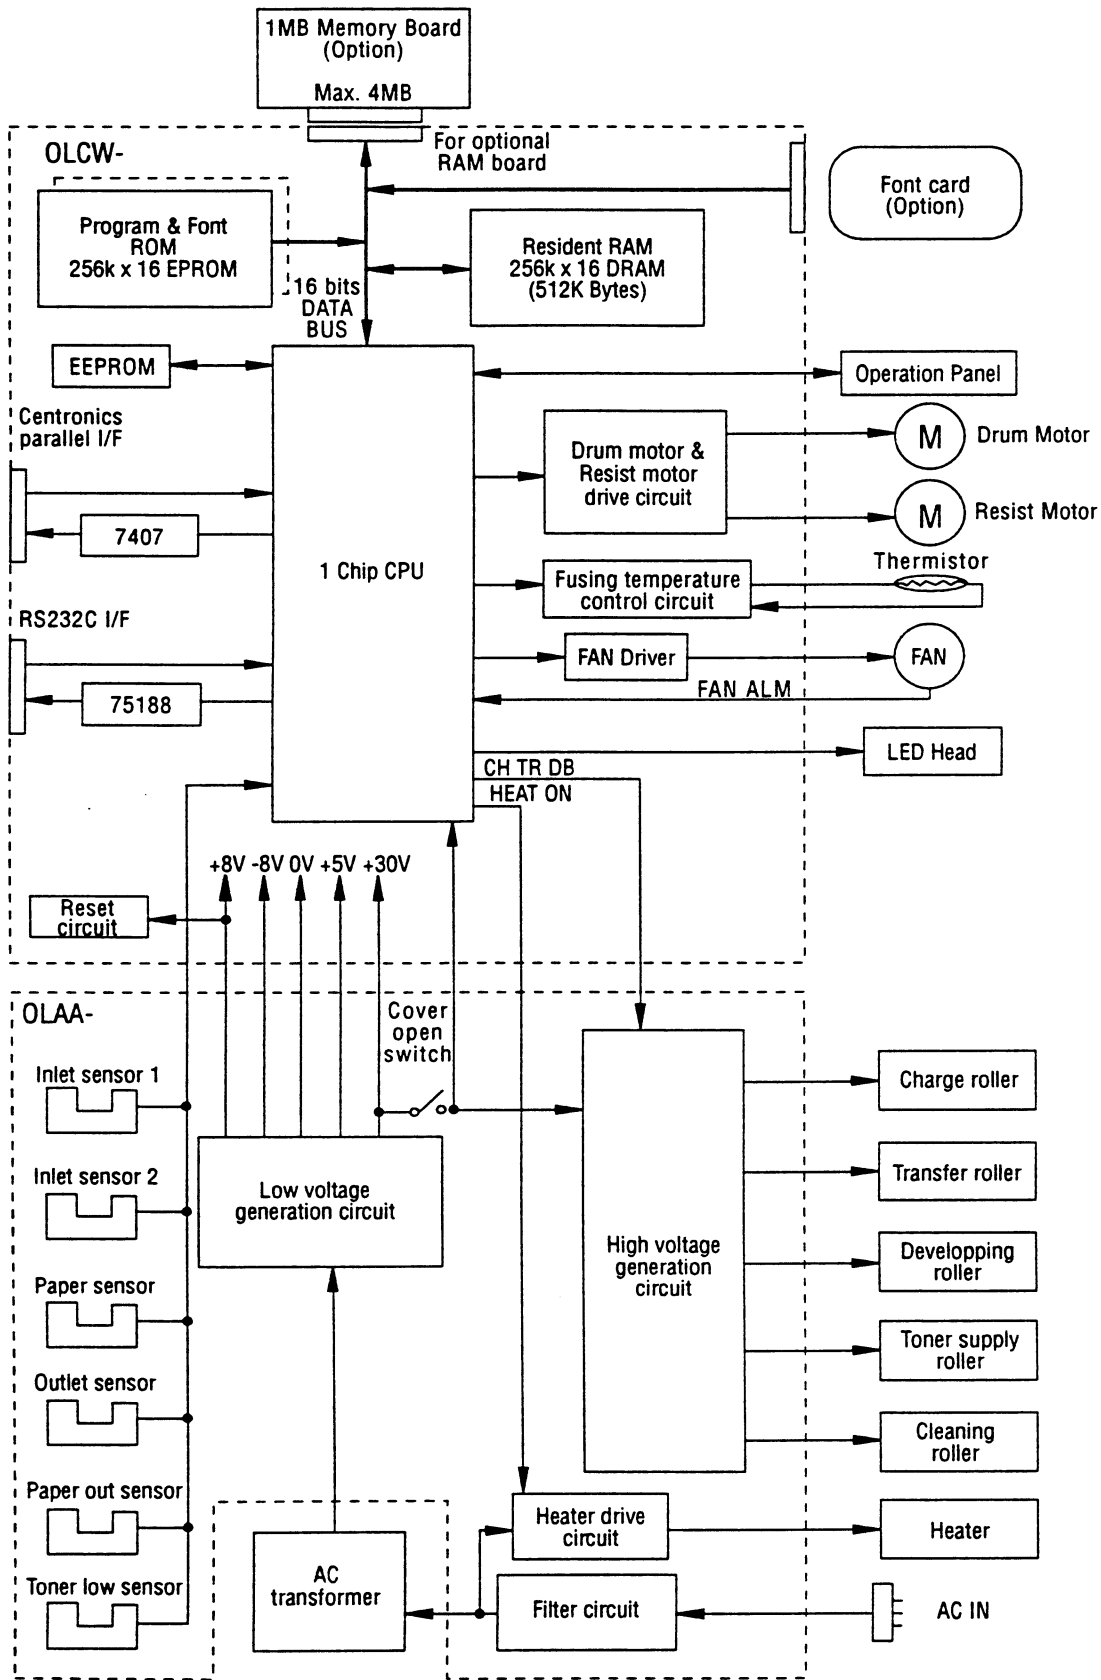 1MB Memory Board
(Option)
Max. 4MB
OLCW-
For optional
RAM board
Font card
(Option)
Program & Font
ROM
256k x 16 EPROM
Resident RAM
256k x 16 DRAM
(512K Bytes)
16 bits
DATA
BUS
EEPROM
Operation Panel
Centronics
parallel I/F
Drum motor &
Resist motor
drive circuit
M
Drum Motor
M
Resist Motor
7407
1 Chip CPU
Thermistor
Fusing temperature
control circuit
RS232C I/F
FAN Driver
FAN
FAN ALM
75188
LED Head
CH TR DB
HEAT ON
+8V -8V 0V +5V +30V
Reset
circuit
OLAA-
Cover
open
switch
Inlet sensor 1
Charge roller
Inlet sensor 2
Low voltage
generation circuit
Transfer roller
High voltage
generation
circuit
Developping
roller
Paper sensor
Toner supply
roller
Outlet sensor
Cleaning
roller
Paper out sensor
Heater drive
circuit
Heater
Toner low sensor
AC
transformer
Filter circuit
AC IN